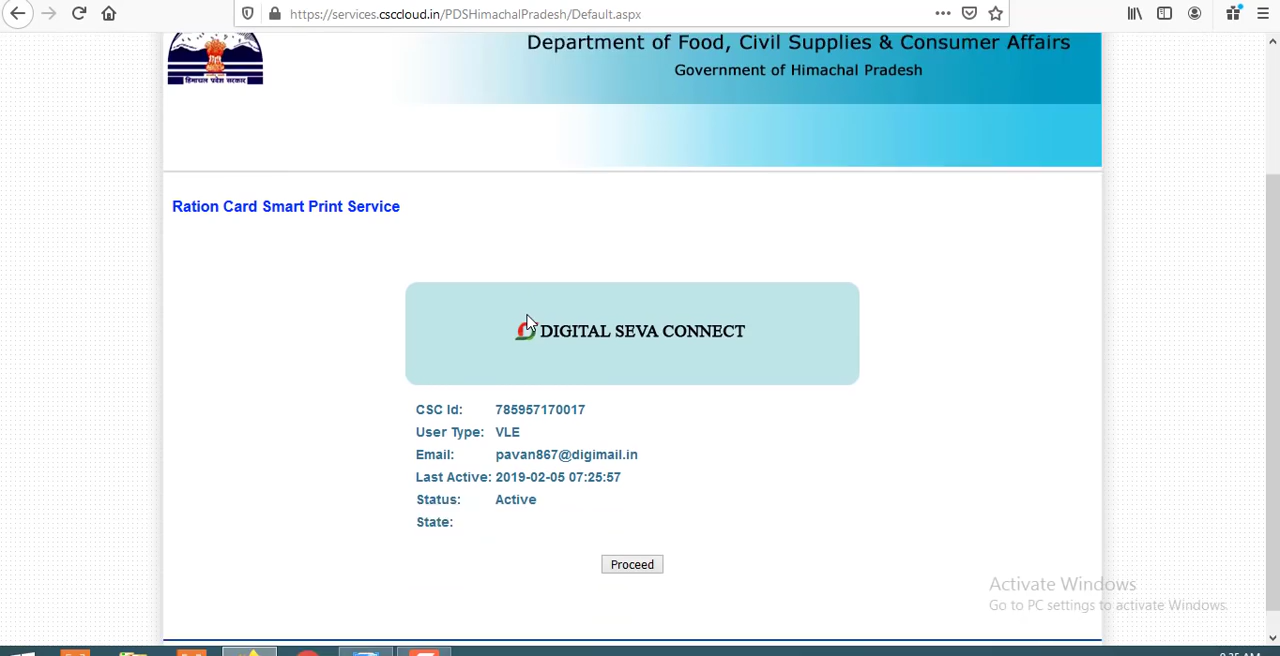 https://services.csccloud.in/PDSHimachalPradesh/Default.aspx
Department of Food, Civil Supplies & Consumer Affairs
Government of Himachal Pradesh
हिमाचल प्रदेश सरकार
Ration Card Smart Print Service
DIGITAL SEVA CONNECT
CSC Id: 785957170017
User Type: VLE
Email: pavan867@digimail.in
Last Active: 2019-02-05 07:25:57
Status: Active
State:
Proceed
Activate Windows
Go to PC settings to activate Windows.